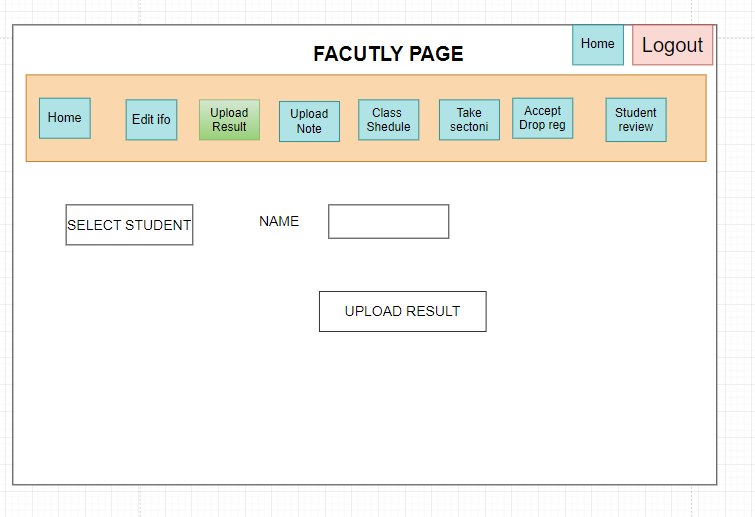 Home
Logout
FACUTLY PAGE
Home
Edit ifo
Upload
Result
Upload
Note
Class
Shedule
Take
sectoni
Accept
Drop reg
Student
review
SELECT STUDENT
NAME
UPLOAD RESULT